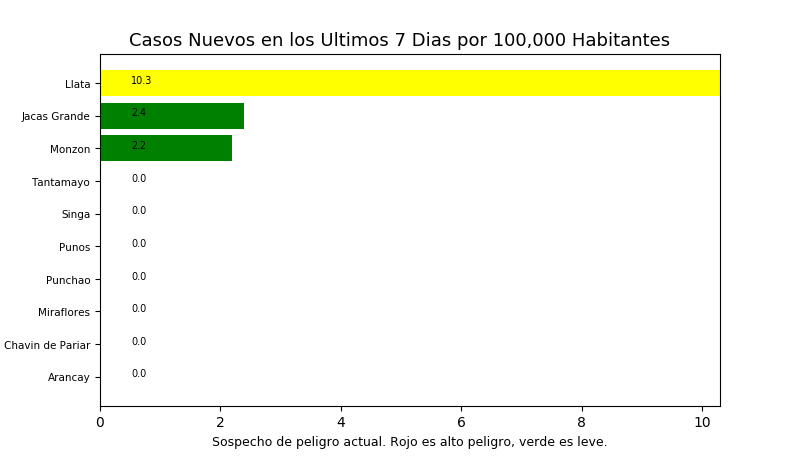 Casos Nuevos en los Ultimos 7 Dias por 100,000 Habitantes
Llata 10.3
Jacas Grande 2.4
Monzon 2.2
Tantamayo 0.0
Singa 0.0
Punos 0.0
Punchao 0.0
Miraflores 0.0
Chavin de Pariar 0.0
Arancay 0.0
0 2 4 6 8 10
Sospecho de peligro actual. Rojo es alto peligro, verde es leve.